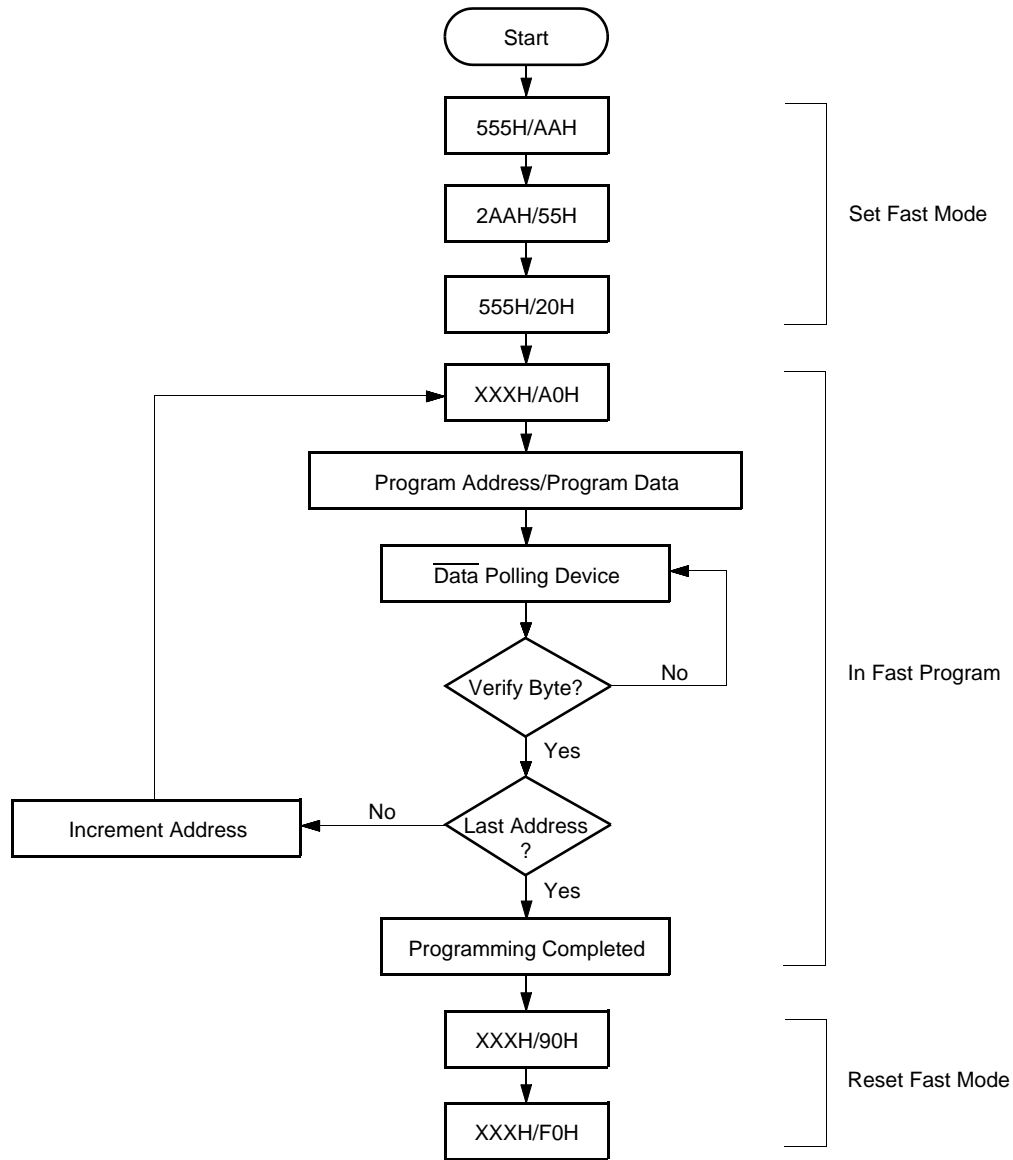 Start
555H/AAH
2AAH/55H
Set Fast Mode
555H/20H
XXXH/A0H
Program Address/Program Data
Data Polling Device
Verify Byte?
No
In Fast Program
Yes
Increment Address
No
Last Address
?
Yes
Programming Completed
XXXH/90H
Reset Fast Mode
XXXH/F0H